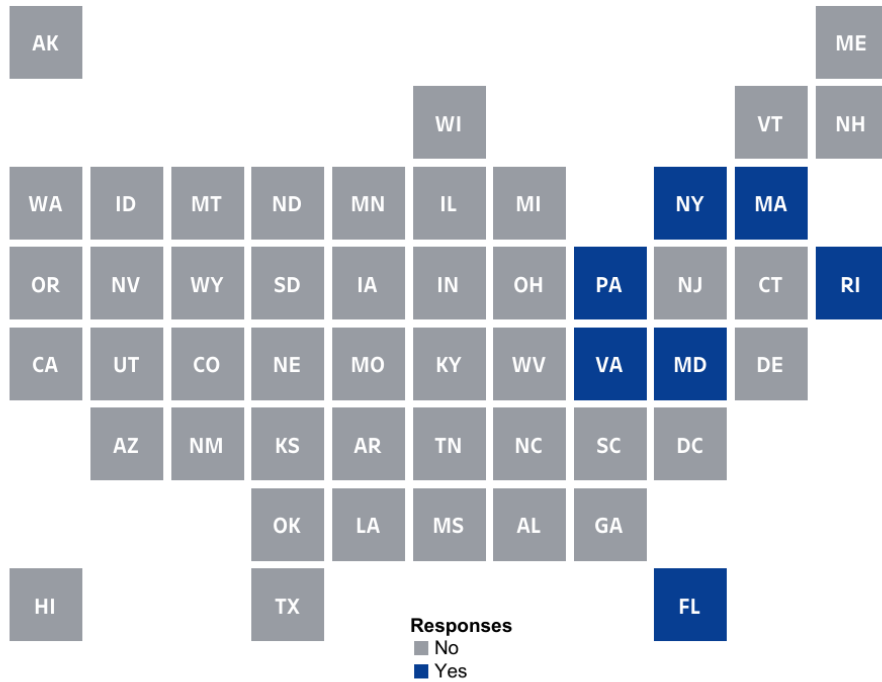 AK ME
WI VT NH
WA ID MT ND MN IL MI NY MA
OR NV WY SD IA IN OH PA NJ CT RI
CA UT CO NE MO KY WV VA MD DE
AZ NM KS AR TN NC SC DC
OK LA MS AL GA
HI TX FL
Responses
No
Yes